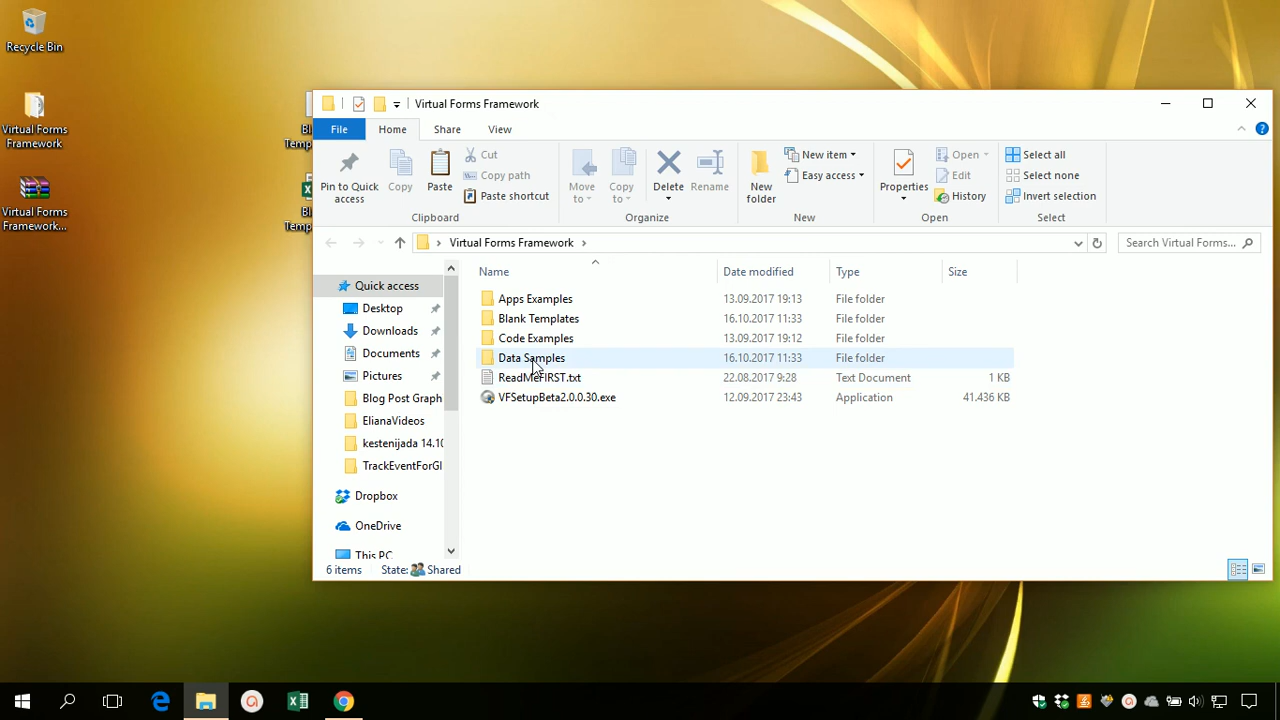 Recycle Bin
Virtual Forms
Framework
Virtual Forms
Framework...
Virtual Forms Framework
File
Home
Share
View
Pin to Quick
access
Copy
Paste
Cut
Copy path
Paste shortcut
Clipboard
Move
to
Copy
to
Delete
Rename
Organize
New
folder
New item
Easy access
New
Properties
Open
Edit
History
Open
Select all
Select none
Invert selection
Select
Virtual Forms Framework
Search Virtual Forms...
Name
Date modified
Type
Size
Quick access
Desktop
Downloads
Documents
Pictures
Blog Post Graph
ElianaVideos
kestenijada 14.10
TrackEventForGl
Dropbox
OneDrive
This PC
Apps Examples 13.09.2017 19:13 File folder
Blank Templates 16.10.2017 11:33 File folder
Code Examples 13.09.2017 19:12 File folder
Data Samples 16.10.2017 11:33 File folder
ReadMeFIRST.txt 22.08.2017 9:28 Text Document 1 KB
VFSetupBeta2.0.0.30.exe 12.09.2017 23:43 Application 41.436 KB
6 items
State: Shared